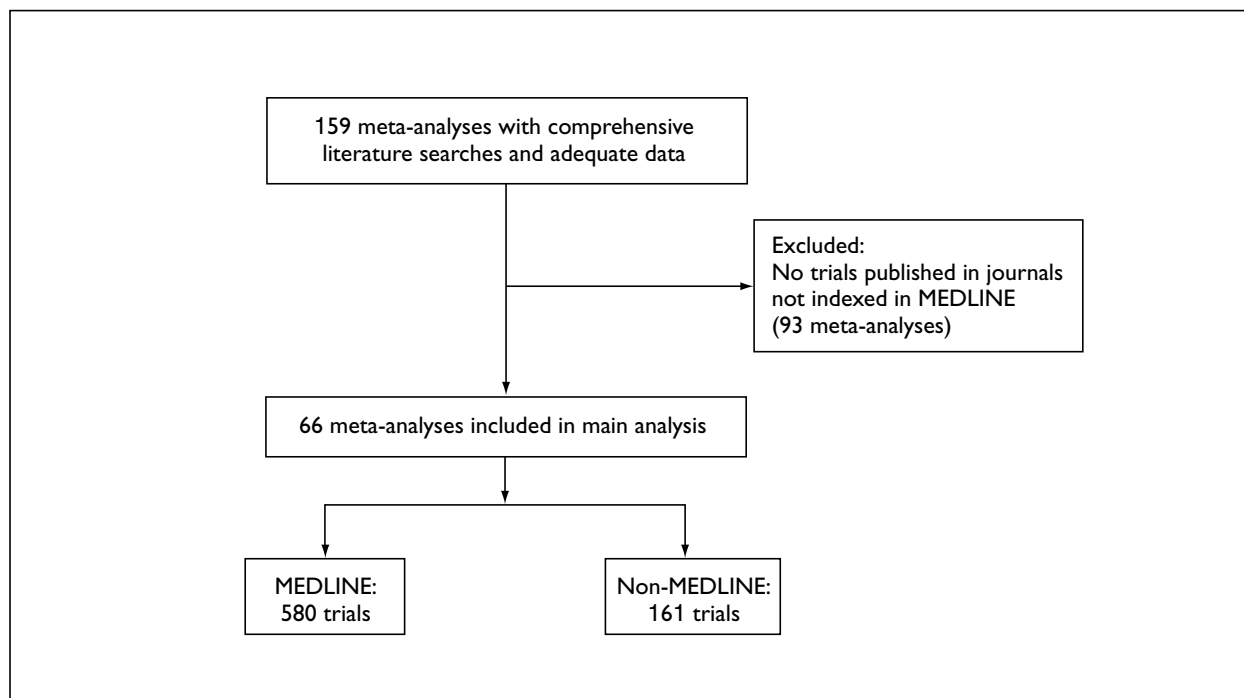 159 meta-analyses with comprehensive
literature searches and adequate data
Excluded:
No trials published in journals
not indexed in MEDLINE
(93 meta-analyses)
66 meta-analyses included in main analysis
MEDLINE:
580 trials
Non-MEDLINE:
161 trials